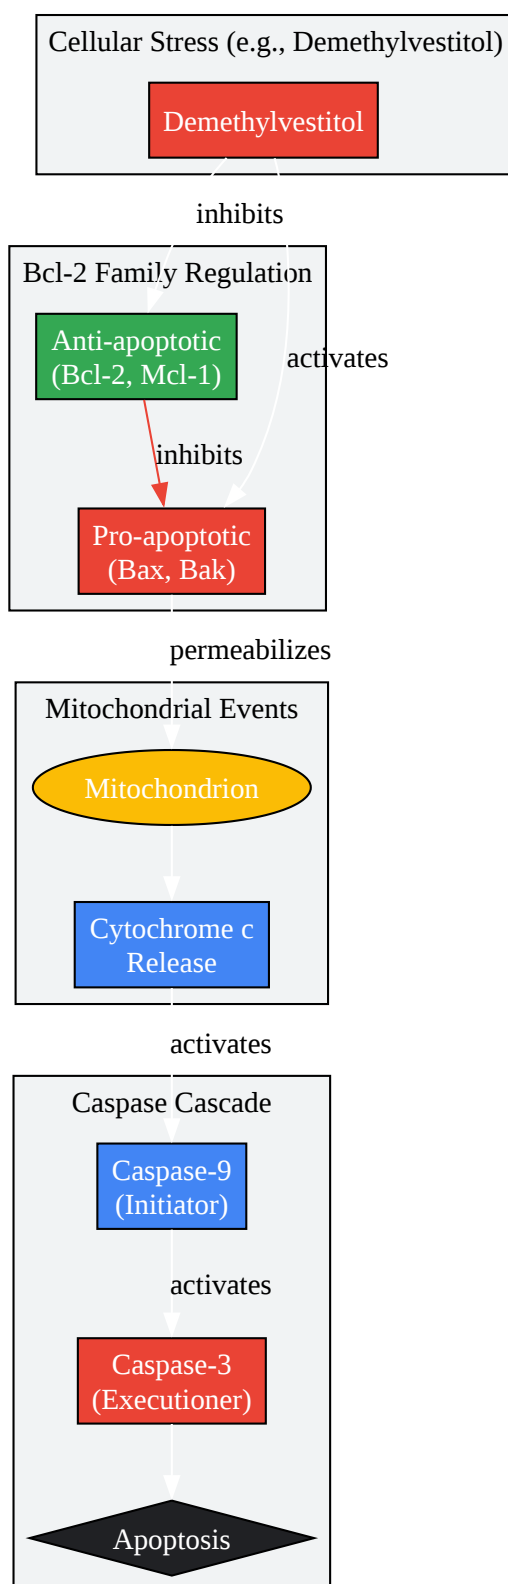 Cellular Stress (e.g., Demethylvestitol)
Demethylvestitol
inhibits
Bcl-2 Family Regulation
Anti-apoptotic
(Bcl-2, Mcl-1)
activates
inhibits
Pro-apoptotic
(Bax, Bak)
permeabilizes
Mitochondrial Events
Mitochondrion
Cytochrome c
Release
activates
Caspase Cascade
Caspase-9
(Initiator)
activates
Caspase-3
(Executioner)
Apoptosis